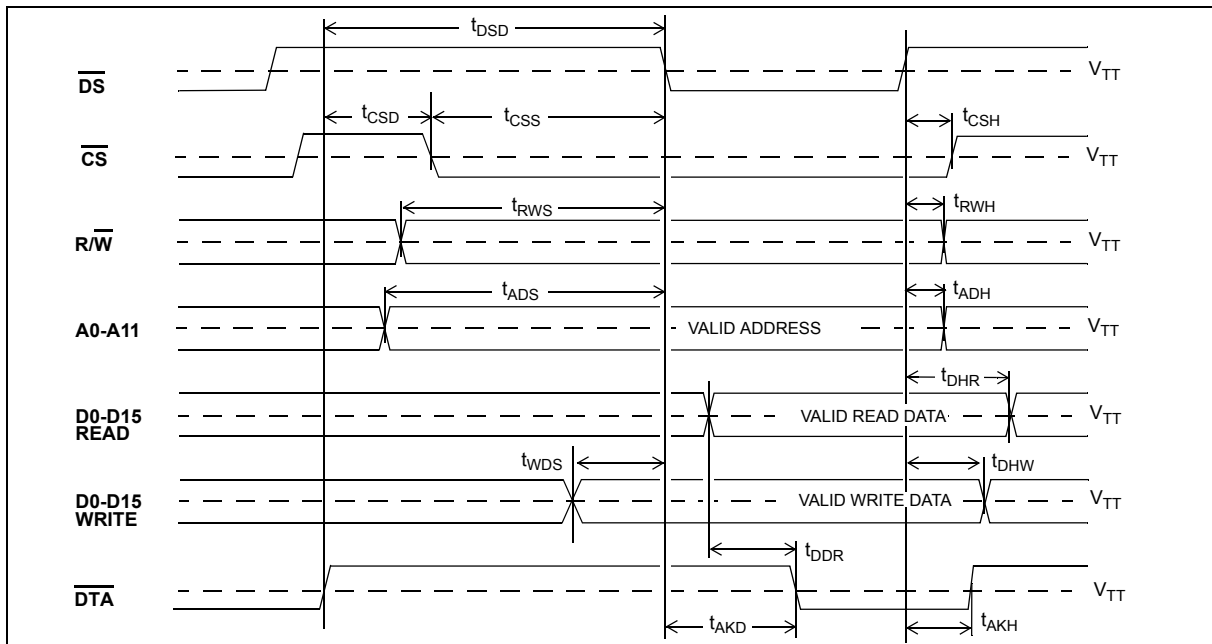 tDSD
DS
VTT
tCSD
tCSS
tCSH
CS
VTT
tRWS
tRWH
R/W
VTT
tADS
tADH
A0-A11
VALID ADDRESS
VTT
tDHR
D0-D15
READ
VALID READ DATA
VTT
tWDS
tDHW
D0-D15
WRITE
VALID WRITE DATA
VTT
tDDR
DTA
VTT
tAKD
tAKH